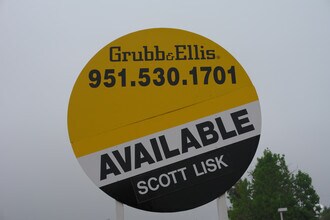 Grubb&Ellis®
951.530.1701
AVAILABLE
SCOTT LISK